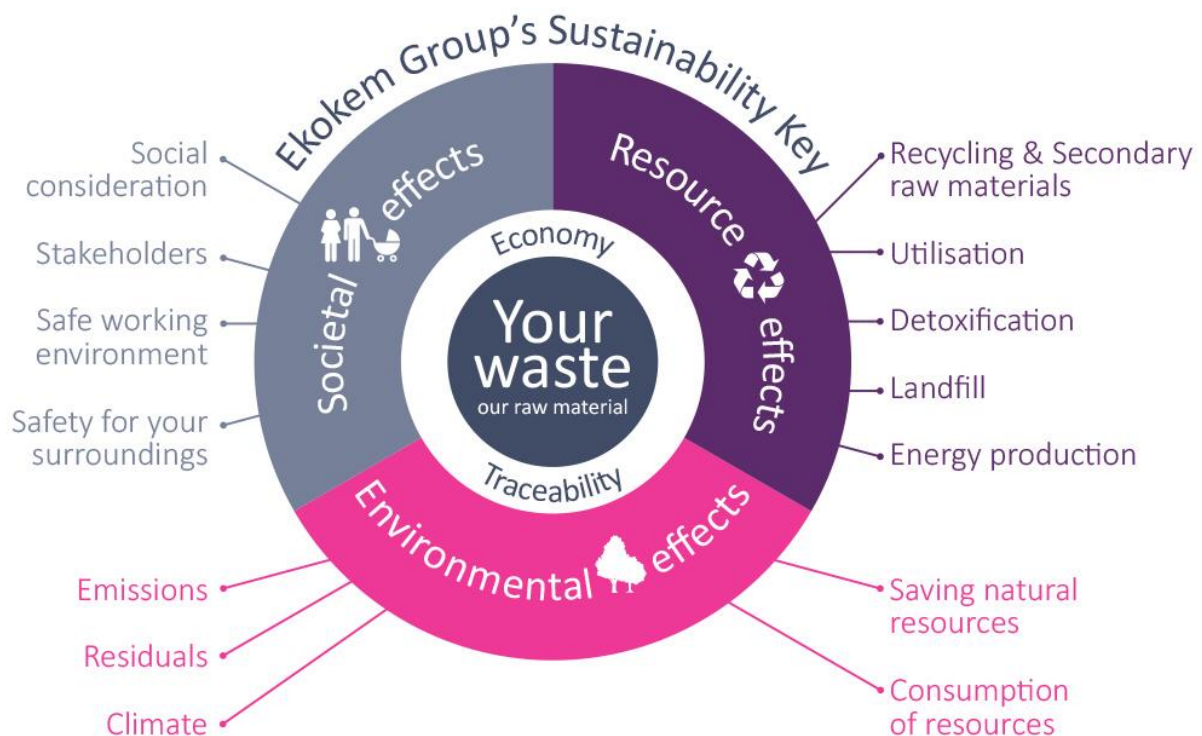 Ekokem Group's Sustainability Key
Societal effects
Social
consideration
Stakeholders
Safe working
environment
Safety for your
surroundings
Resource effects
Recycling & Secondary
raw materials
Utilisation
Detoxification
Landfill
Energy production
Economy
Your
waste
our raw material
Traceability
Environmental effects
Emissions
Residuals
Climate
Saving natural
resources
Consumption
of resources